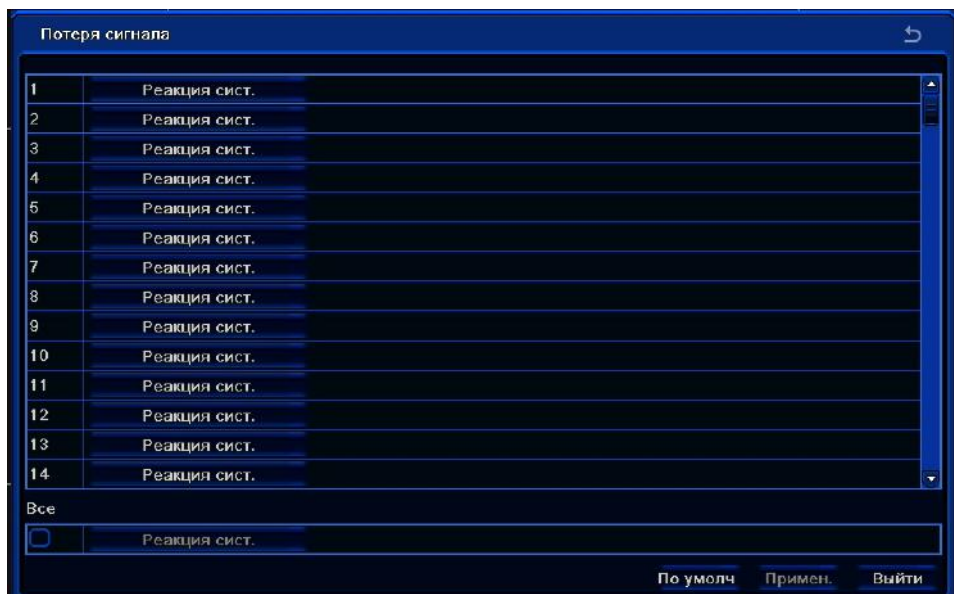 Потеря сигнала
1 Реакция сист.
2 Реакция сист.
3 Реакция сист.
4 Реакция сист.
5 Реакция сист.
6 Реакция сист.
7 Реакция сист.
8 Реакция сист.
9 Реакция сист.
10 Реакция сист.
11 Реакция сист.
12 Реакция сист.
13 Реакция сист.
14 Реакция сист.
Все
Реакция сист.
По умолч Примен. Выйти